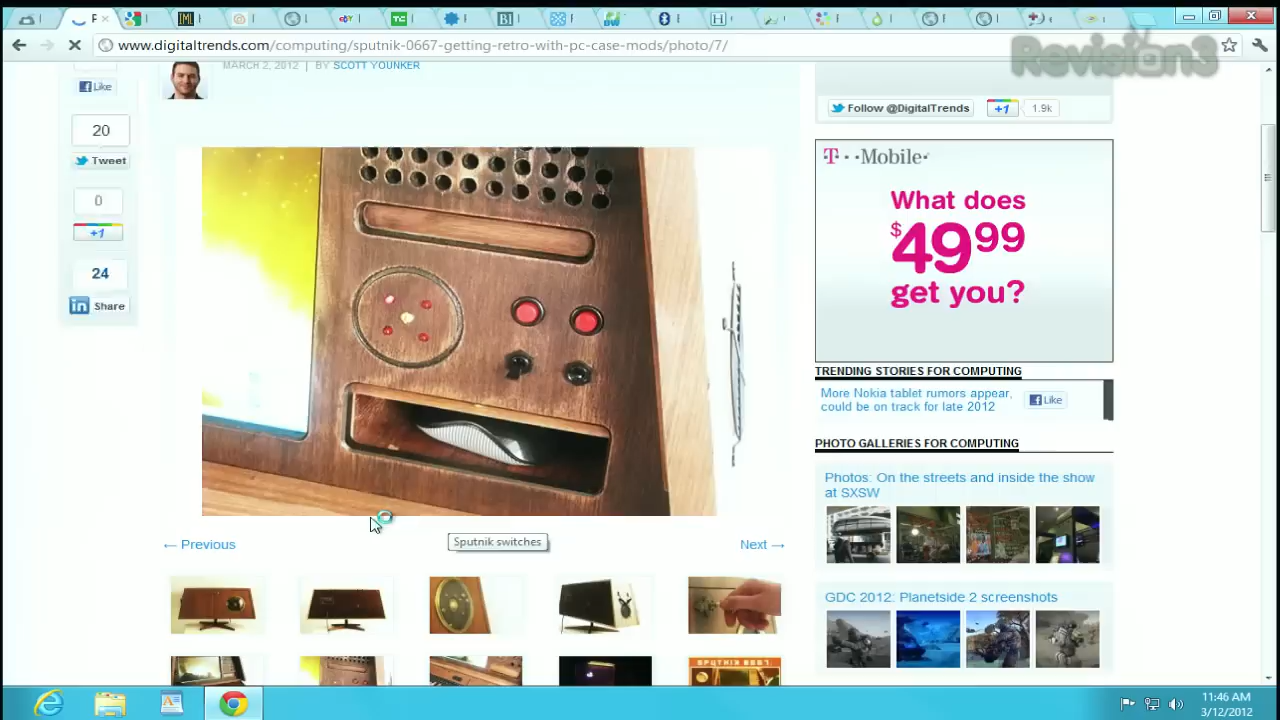 www.digitaltrends.com/computing/sputnik-0667-getting-retro-with-pc-case-mods/photo/7/
Revision3
MARCH 2, 2012 | BY SCOTT YOUNKER
Like
20
Tweet
0
+1
24
Share
Follow @DigitalTrends
+1
1.9k
T··Mobile·
What does
$49 99
get you?
TRENDING STORIES FOR COMPUTING
More Nokia tablet rumors appear,
could be on track for late 2012
Like
PHOTO GALLERIES FOR COMPUTING
Photos: On the streets and inside the show
at SXSW
GDC 2012: Planetside 2 screenshots
← Previous
Sputnik switches
Next →
SPUTNIK 0667:
11:46 AM
3/12/2012